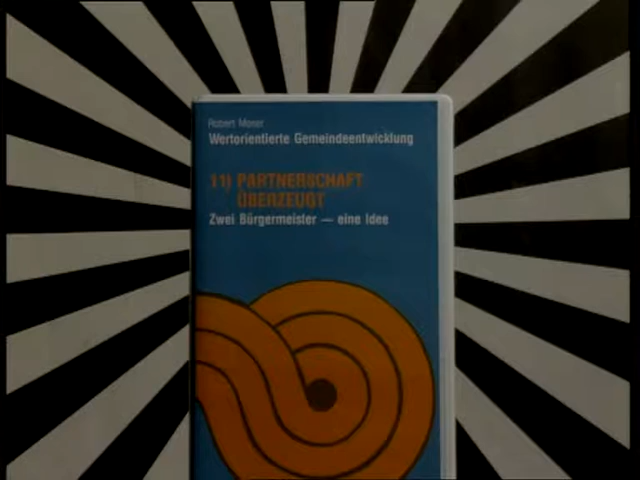 Robert Moser
Wertorientierte Gemeindeentwicklung
11) PARTNERSCHAFT
ÜBERZEUGT
Zwei Bürgermeister — eine Idee